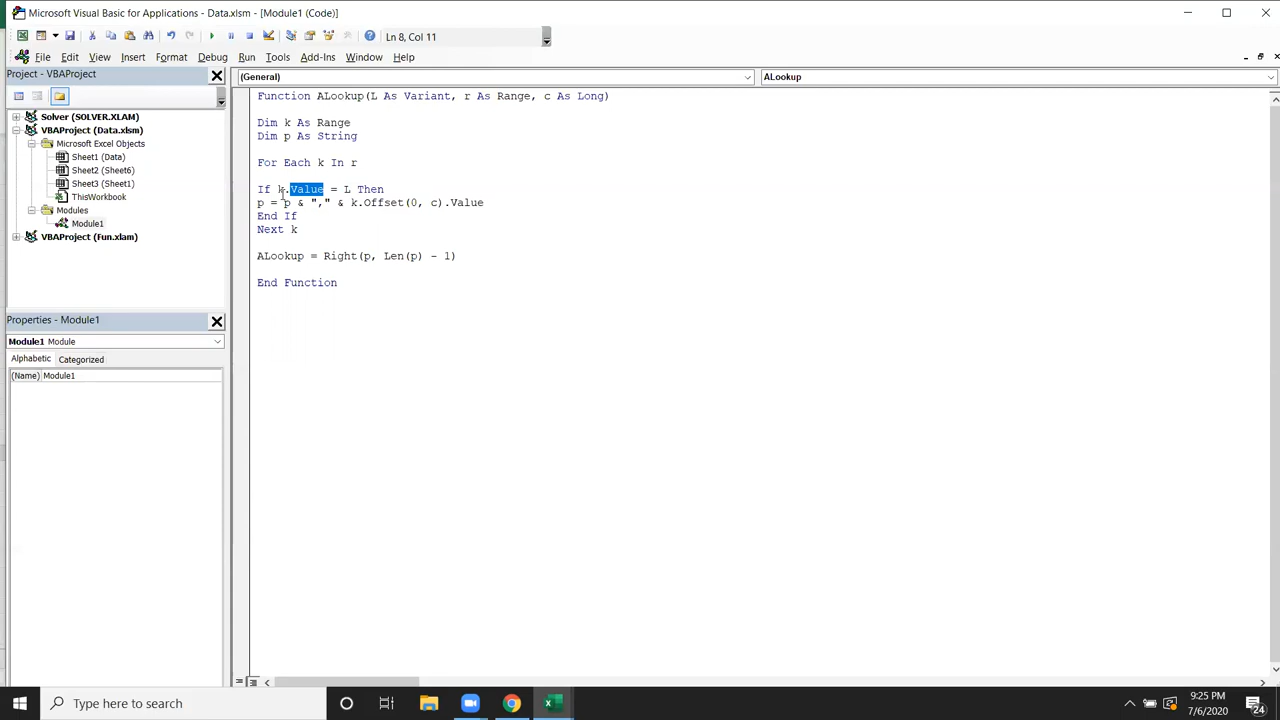 Microsoft Visual Basic for Applications - Data.xlsm - [Module1 (Code)]
Ln 8, Col 11
File Edit View Insert Format Debug Run Tools Add-Ins Window Help
Project - VBAProject
(General)
ALookup
Solver (SOLVER.XLAM)
VBAProject (Data.xlsm)
Microsoft Excel Objects
Sheet1 (Data)
Sheet2 (Sheet6)
Sheet3 (Sheet1)
ThisWorkbook
Modules
Module1
VBAProject (Fun.xlam)
Function ALookup(L As Variant, r As Range, c As Long)
Dim k As Range
Dim p As String
For Each k In r
If k.Value = L Then
p = p & "," & k.Offset(0, c).Value
End If
Next k
ALookup = Right(p, Len(p) - 1)
End Function
Properties - Module1
Module1 Module
Alphabetic Categorized
(Name) Module1
Type here to search
9:25 PM
7/6/2020
24